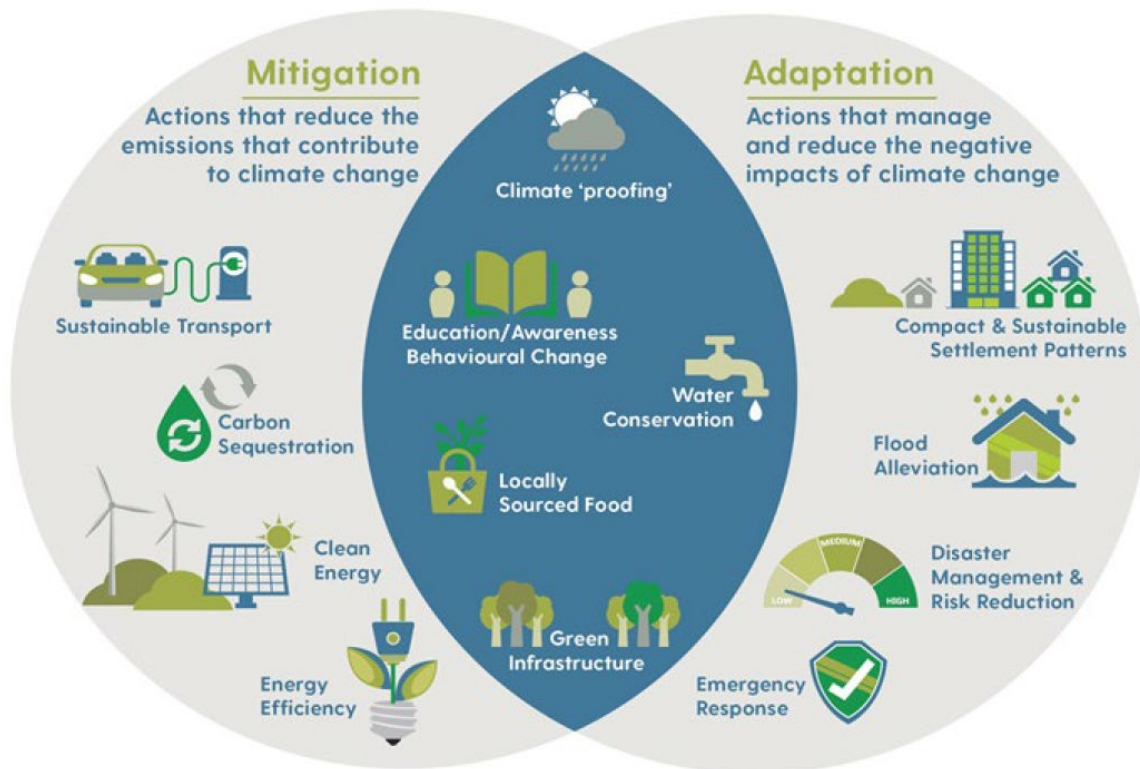 Mitigation
Actions that reduce the
emissions that contribute
to climate change
Sustainable Transport
Carbon
Sequestration
Clean
Energy
Energy
Efficiency
Climate ‘proofing’
Education/Awareness
Behavioural Change
Water
Conservation
Locally
Sourced Food
Green
Infrastructure
Adaptation
Actions that manage
and reduce the negative
impacts of climate change
Compact & Sustainable
Settlement Patterns
Flood
Alleviation
LOW
MEDIUM
HIGH
Disaster
Management &
Risk Reduction
Emergency
Response